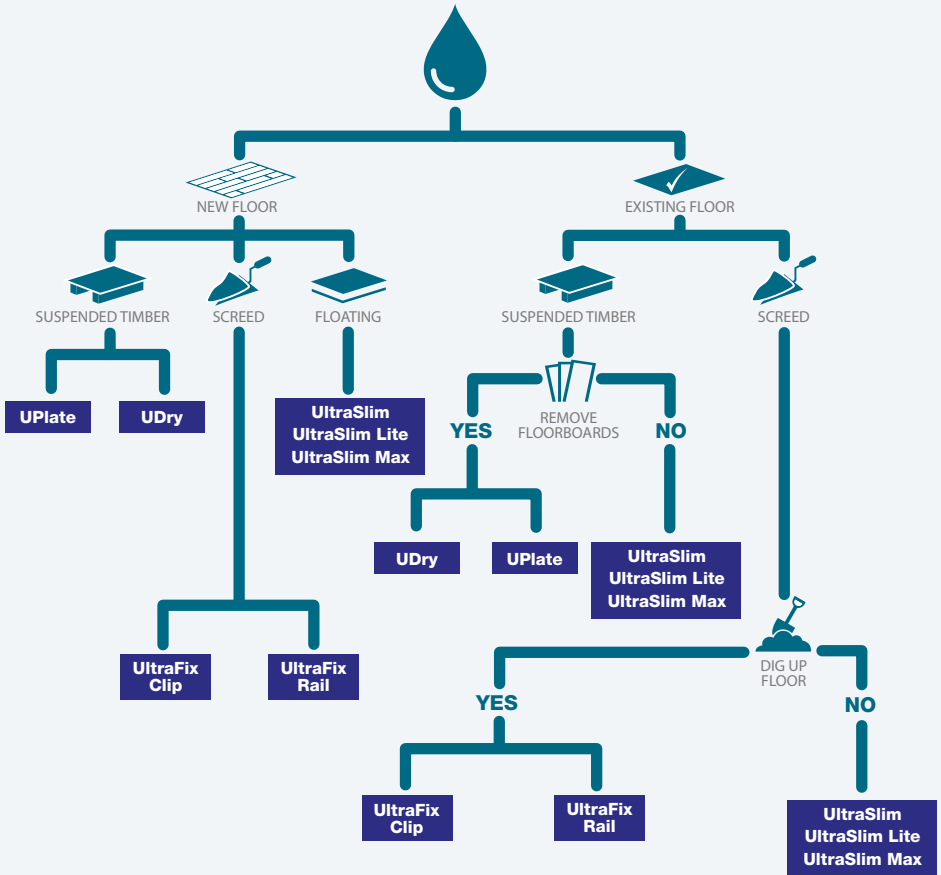 NEW FLOOR
EXISTING FLOOR
SUSPENDED TIMBER
SCREED
FLOATING
SUSPENDED TIMBER
SCREED
UPlate
UDry
UltraSlim
UltraSlim Lite
UltraSlim Max
YES
REMOVE
FLOORBOARDS
NO
UDry
UPlate
UltraSlim
UltraSlim Lite
UltraSlim Max
UltraFix
Clip
UltraFix
Rail
DIG UP
FLOOR
YES
NO
UltraFix
Clip
UltraFix
Rail
UltraSlim
UltraSlim Lite
UltraSlim Max